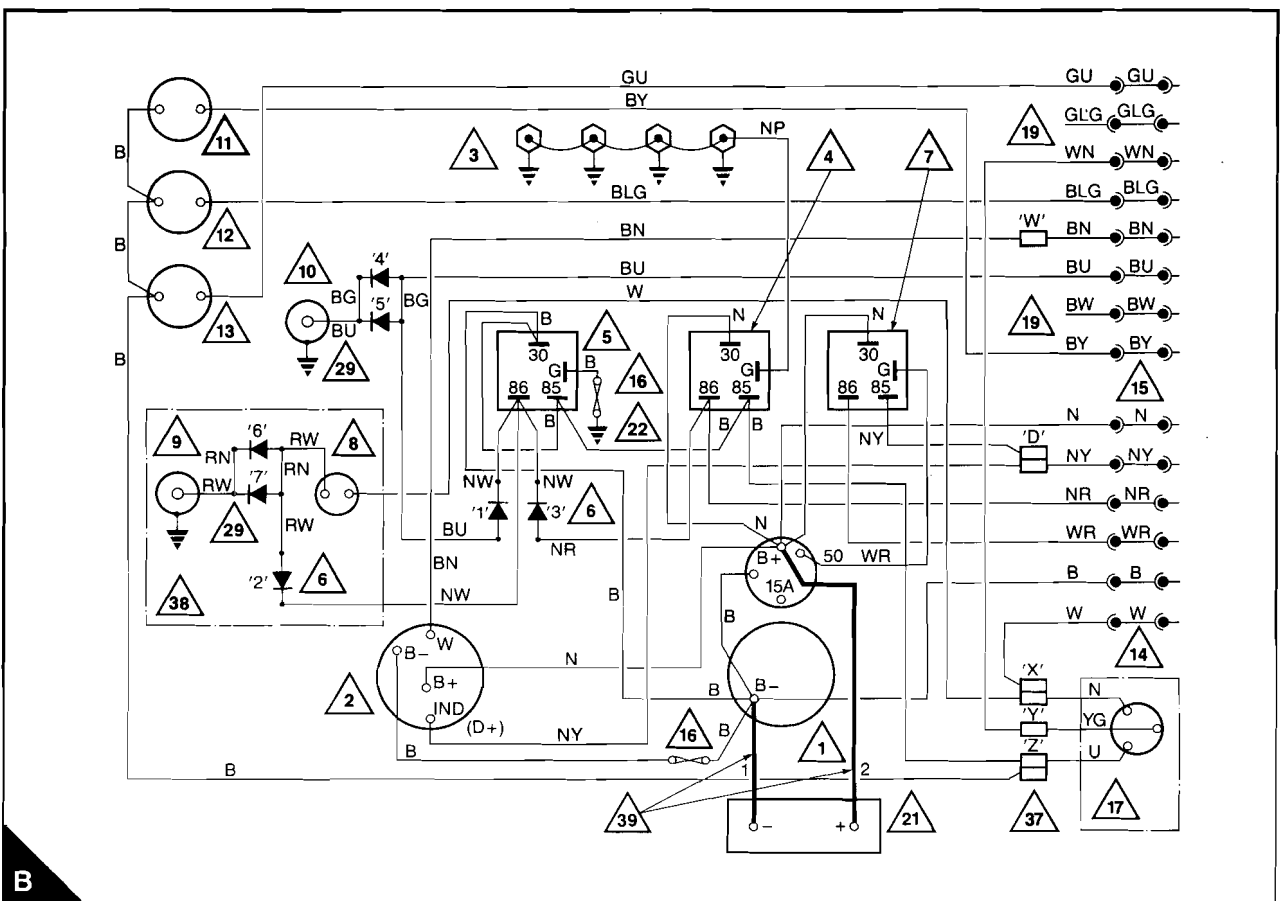 GU GU GU
BY
11
3
NP
4
7
19 GLG GLG
WN WN
B
12
BLG BLG BLG
B
BN 'W' BN BN
10 '4'
BG BG
BU BU BU
'5'
BU
W
13
29
B
5
N
N
19 BW BW
BY BY
15
30 30 30
G G G
B
16
86 85 86 85 86 85
B
22
B B
NY
N N
'D'
NY NY
9 '6' RW 8
RN RN
RW '7'
29
RW
NW NW
'1' '3' 6
BU NR
NR NR
N
B+ 50 WR
15A
WR WR
38 '2' 6
NW
BN
B
B
B B
W W
14
2
W
B−
B+
IND
(D+)
N
B B−
'X' N
'Y' YG
'Z' U
NY
B 16 B
1
B
1 2
39
− +
21
37
17
B